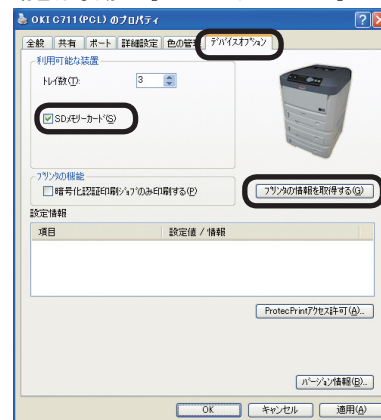 OKI C711(PCL) のプロパティ
全般 共有 ポート 詳細設定 色の管理 デバイスオプション
利用可能な装置
トレイ数(T): 3
SDメモリーカード(S)
プリンタの機能
暗号化認証印刷ジョブのみ印刷する(P)
プリンタの情報を取得する(G)
設定情報
項目 設定値 / 情報
ProtecPrintアクセス許可(A)...
バージョン情報(B)...
OK キャンセル 適用(A)